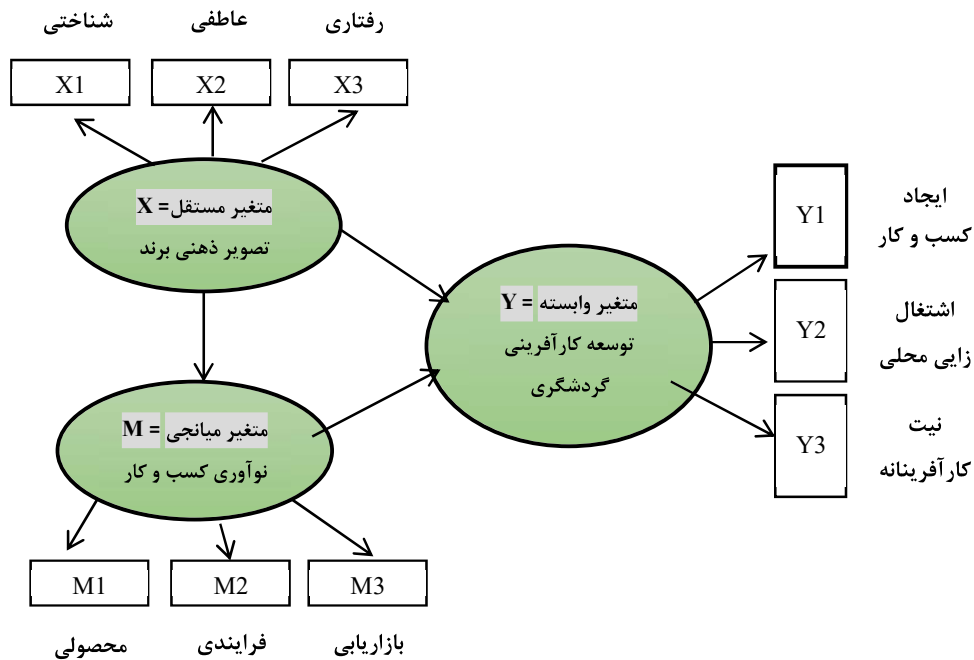 رفتاری
عاطفی
شناختی
X1
X2
X3
متغیر مستقل= X
تصویر ذهنی برند
متغیر وابسته = Y
توسعه کارآفرینی
گردشگری
Y1
ایجاد
کسب و کار
Y2
اشتغال
زایی محلی
Y3
نیت
کارآفرینانه
متغیر میانجی = M
نوآوری کسب و کار
M1
M2
M3
بازاریابی
فرایندی
محصولی